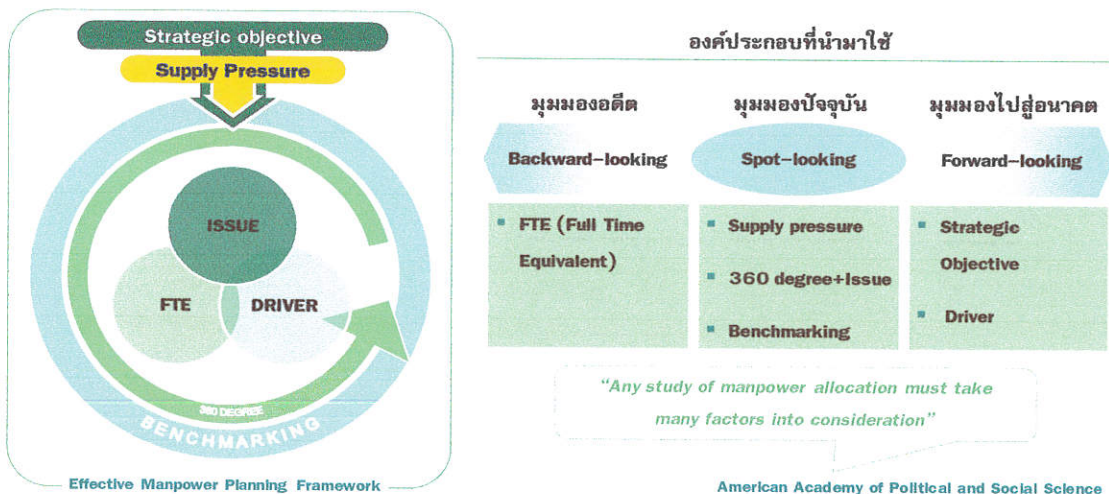 Strategic objective
Supply Pressure
ISSUE
FTE
DRIVER
360 DEGREE
BENCHMARKING
Effective Manpower Planning Framework
องค์ประกอบที่นำมาใช้
มุมมองอดีต
มุมมองปัจจุบัน
มุมมองไปสู่อนาคต
Backward-looking
Spot-looking
Forward-looking
▪ FTE (Full Time
Equivalent)
▪ Supply pressure
▪ 360 degree+Issue
▪ Benchmarking
▪ Strategic
Objective
▪ Driver
"Any study of manpower allocation must take
many factors into consideration"
American Academy of Political and Social Science